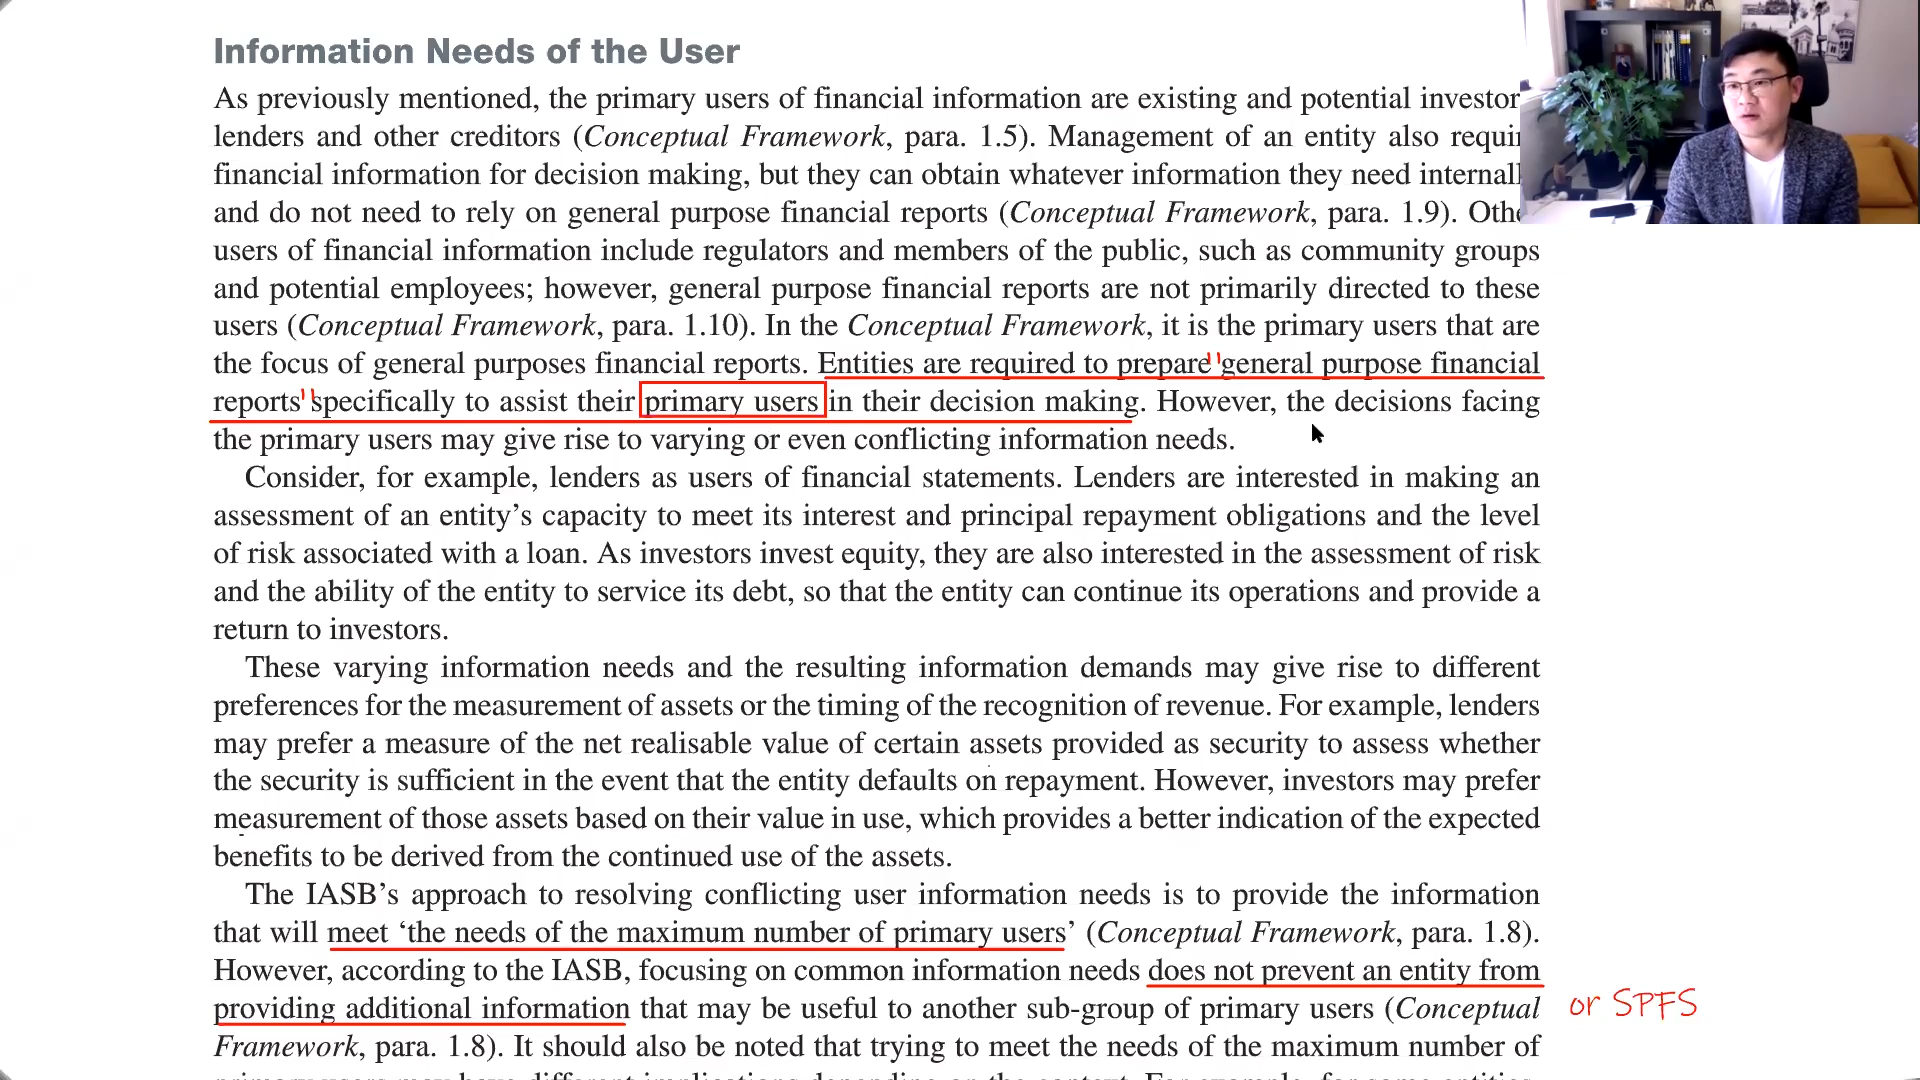 Information Needs of the User
As previously mentioned, the primary users of financial information are existing and potential investor
lenders and other creditors (Conceptual Framework, para. 1.5). Management of an entity also requi
financial information for decision making, but they can obtain whatever information they need internal
and do not need to rely on general purpose financial reports (Conceptual Framework, para. 1.9). Othe
users of financial information include regulators and members of the public, such as community groups
and potential employees; however, general purpose financial reports are not primarily directed to these
users (Conceptual Framework, para. 1.10). In the Conceptual Framework, it is the primary users that are
the focus of general purposes financial reports. Entities are required to prepare "general purpose financial
reports" specifically to assist their primary users in their decision making. However, the decisions facing
the primary users may give rise to varying or even conflicting information needs.
Consider, for example, lenders as users of financial statements. Lenders are interested in making an
assessment of an entity’s capacity to meet its interest and principal repayment obligations and the level
of risk associated with a loan. As investors invest equity, they are also interested in the assessment of risk
and the ability of the entity to service its debt, so that the entity can continue its operations and provide a
return to investors.
These varying information needs and the resulting information demands may give rise to different
preferences for the measurement of assets or the timing of the recognition of revenue. For example, lenders
may prefer a measure of the net realisable value of certain assets provided as security to assess whether
the security is sufficient in the event that the entity defaults on repayment. However, investors may prefer
measurement of those assets based on their value in use, which provides a better indication of the expected
benefits to be derived from the continued use of the assets.
The IASB’s approach to resolving conflicting user information needs is to provide the information
that will meet ‘the needs of the maximum number of primary users’ (Conceptual Framework, para. 1.8).
However, according to the IASB, focusing on common information needs does not prevent an entity from
providing additional information that may be useful to another sub-group of primary users (Conceptual
or SPFS
Framework, para. 1.8). It should also be noted that trying to meet the needs of the maximum number of